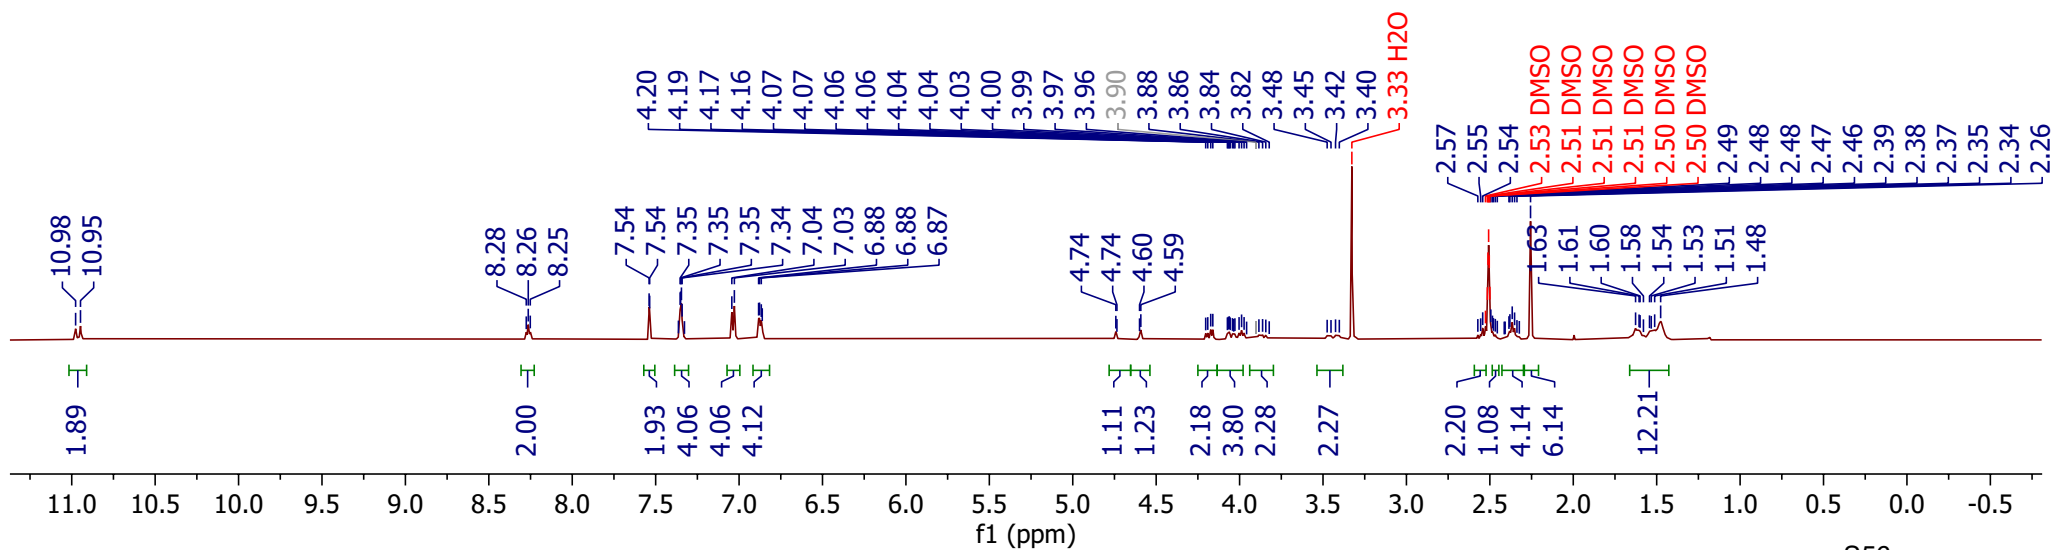 4.20 4.19 4.17 4.16 4.07 4.07 4.06 4.06 4.04 4.04 4.03 4.00 3.99 3.97 3.96 3.90 3.88 3.86 3.84 3.82 3.48 3.45 3.42 3.40 3.33 H2O
2.57 2.55 2.54 2.53 DMSO 2.51 DMSO 2.51 DMSO 2.51 DMSO 2.50 DMSO 2.50 DMSO 2.49 2.48 2.48 2.47 2.46 2.39 2.38 2.37 2.35 2.34 2.26
10.98 10.95
8.28 8.26 8.25
7.54 7.54 7.35 7.35 7.35 7.34 7.04 7.03 6.88 6.88 6.87
4.74 4.74 4.60 4.59
1.63 1.61 1.60 1.58 1.54 1.53 1.51 1.48
1.89 2.00 1.93 4.06 4.06 4.12 1.11 1.23 2.18 3.80 2.28 2.27 2.20 1.08 4.14 6.14 12.21
11.0 10.5 10.0 9.5 9.0 8.5 8.0 7.5 7.0 6.5 6.0 5.5 5.0 4.5 4.0 3.5 3.0 2.5 2.0 1.5 1.0 0.5 0.0 -0.5
f1 (ppm)